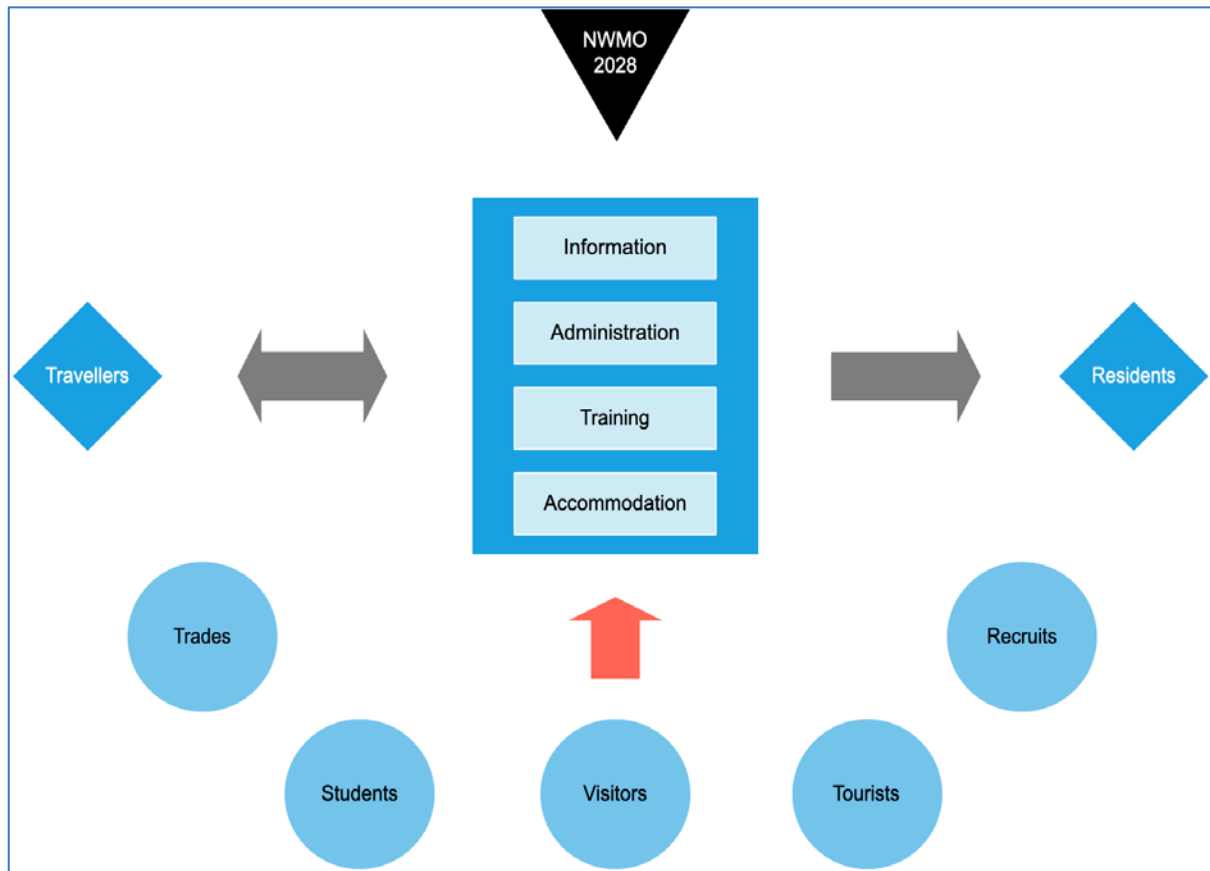 NWMO
2028
Information
Administration
Training
Accommodation
Travellers
Residents
Trades
Recruits
Students
Visitors
Tourists